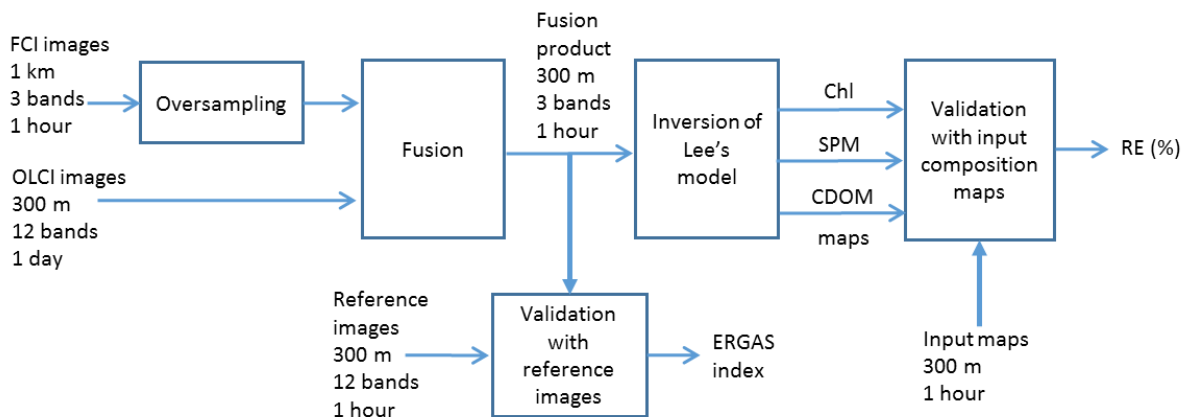 FCI images
1 km
3 bands
1 hour
Oversampling
OLCI images
300 m
12 bands
1 day
Fusion
Fusion
product
300 m
3 bands
1 hour
Inversion of
Lee's
model
Chl
SPM
CDOM
maps
Validation
with input
composition
maps
RE (%)
Reference
images
300 m
12 bands
1 hour
Validation
with
reference
images
ERGAS
index
Input maps
300 m
1 hour